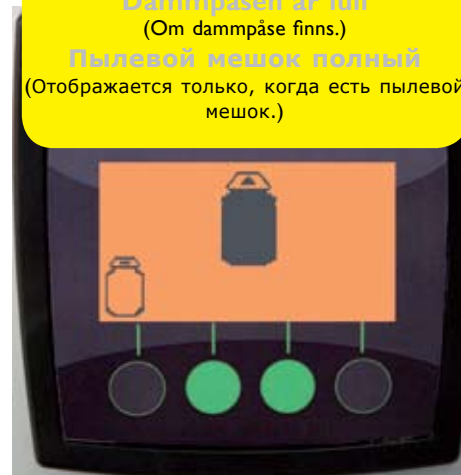 Dammpåsen är full
(Om dammpåse finns.)
Пылевой мешок полный
(Отображается только, когда есть пылевой
мешок.)